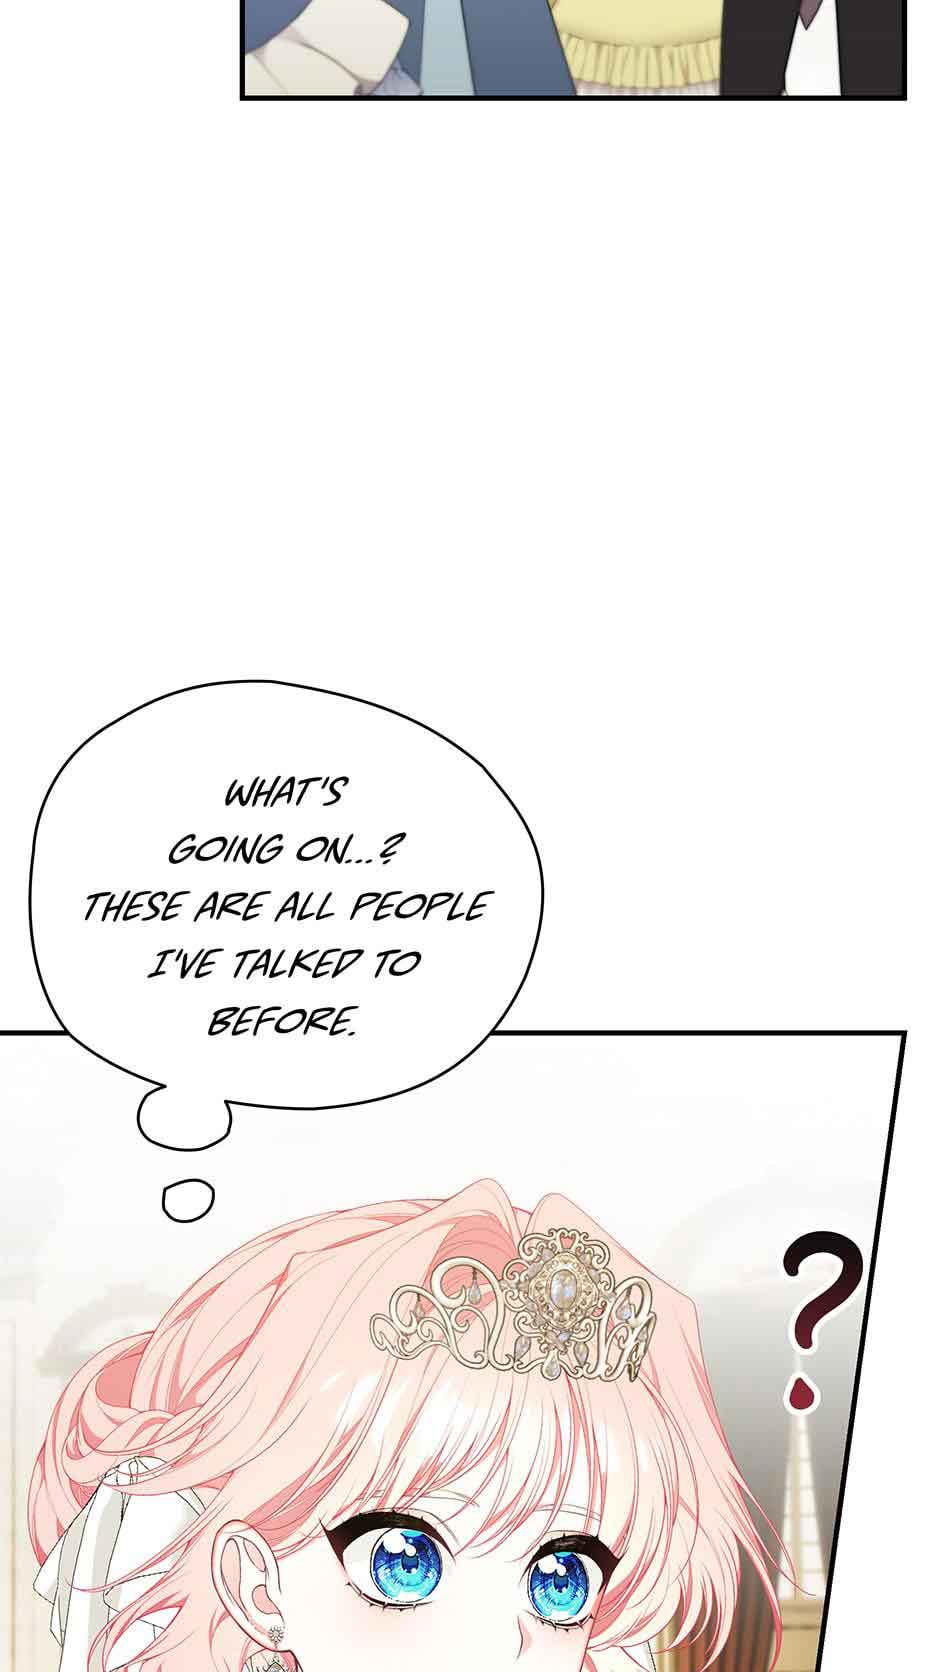 WHAT'S
GOING ON...?
THESE ARE ALL PEOPLE
I'VE TALKED TO
BEFORE.
?